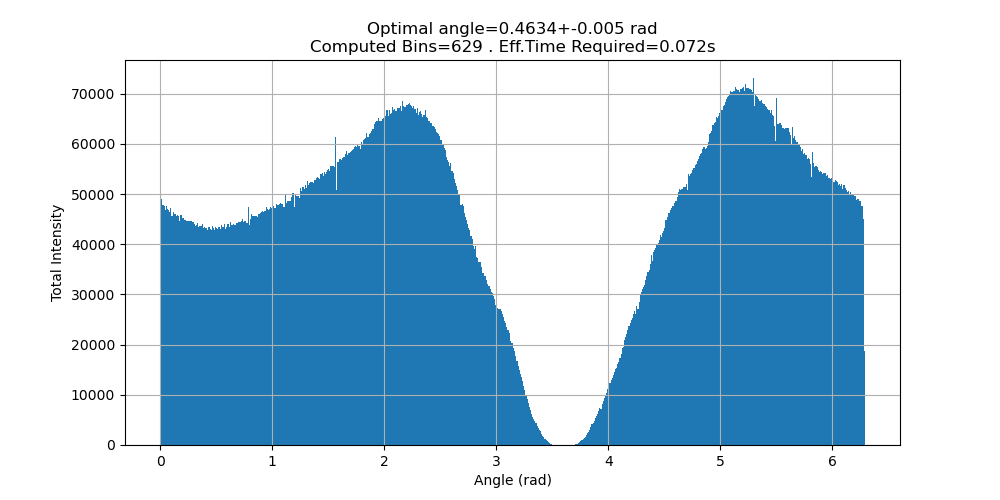 Optimal angle=0.4634+-0.005 rad
Computed Bins=629 . Eff.Time Required=0.072s
70000
60000
50000
40000
30000
20000
10000
0
Total Intensity
0 1 2 3 4 5 6
Angle (rad)